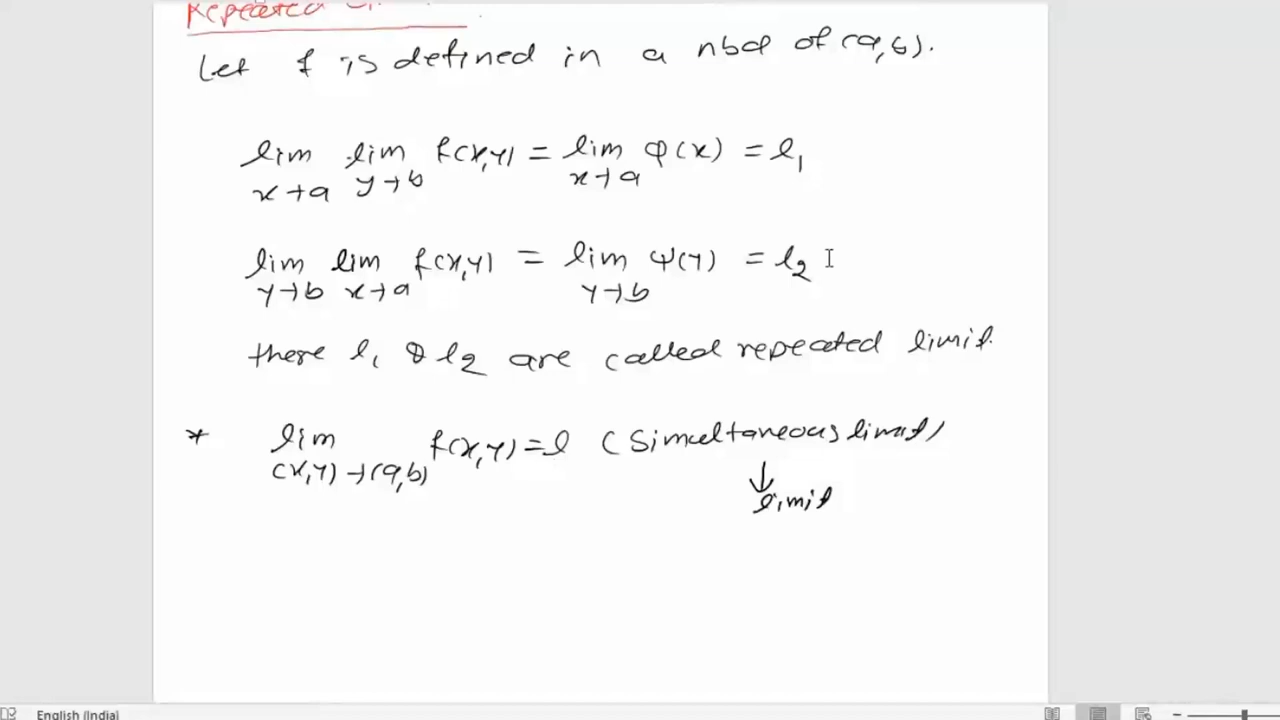 Repeated
Let f is defined in a nbd of (a,b).
lim lim f(x,y) = lim φ(x) = l₁
x→a y→b x→a
lim lim f(x,y) = lim ψ(y) = l₂
y→b x→a y→b
there l₁ & l₂ are called repeated limit.
* lim f(x,y) = l (Simultaneous limit)
(x,y)→(a,b)
↓
limit
English (India)